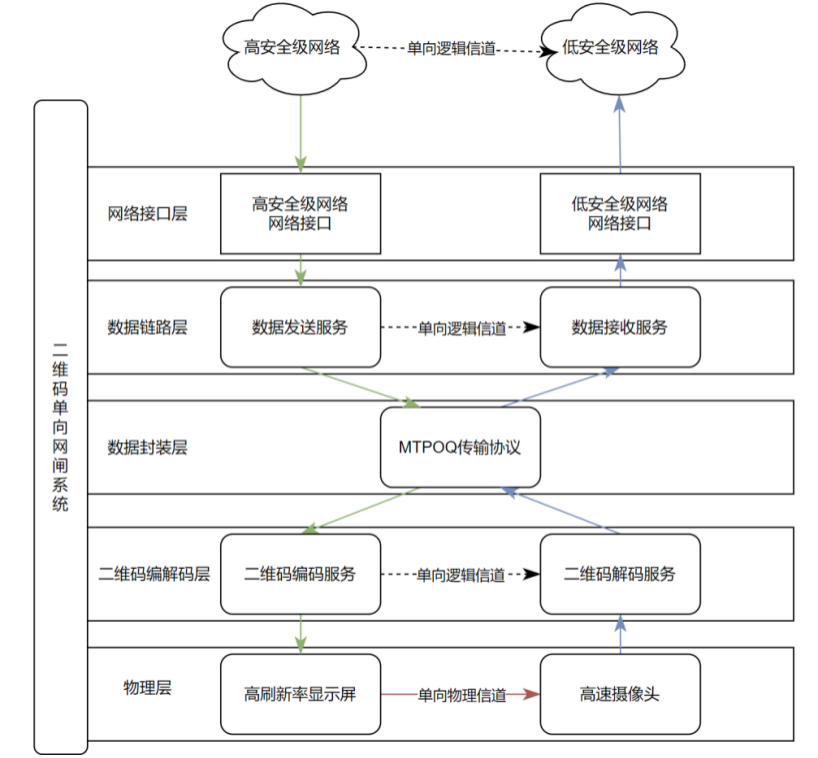 高安全级网络
单向逻辑信道
低安全级网络
二维码单向网闸系统
网络接口层
高安全级网络
网络接口
低安全级网络
网络接口
数据链路层
数据发送服务
单向逻辑信道
数据接收服务
数据封装层
MTPOQ传输协议
二维码编解码层
二维码编码服务
单向逻辑信道
二维码解码服务
物理层
高刷新率显示屏
单向物理信道
高速摄像头